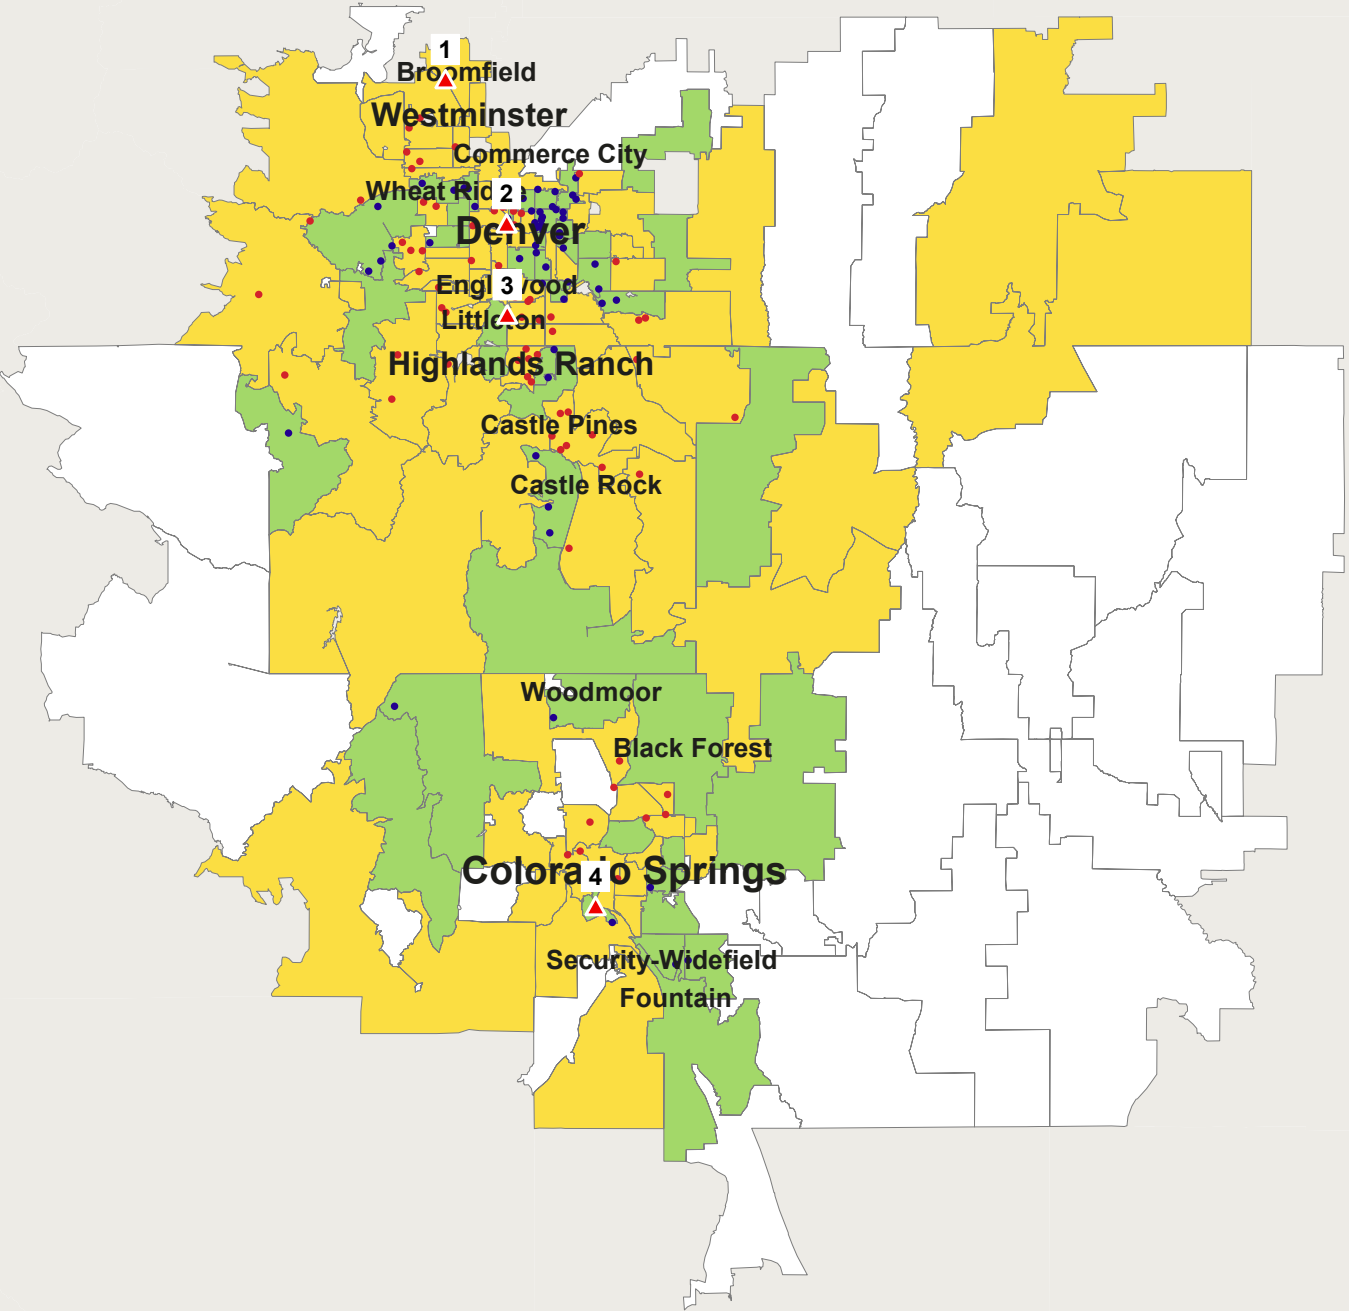 1
Broomfield
Westminster
Commerce City
Wheat Ridge
2
Denver
Englewood
3
Littleton
Highlands Ranch
Castle Pines
Castle Rock
Woodmoor
Black Forest
Colorado Springs
4
Security-Widefield
Fountain